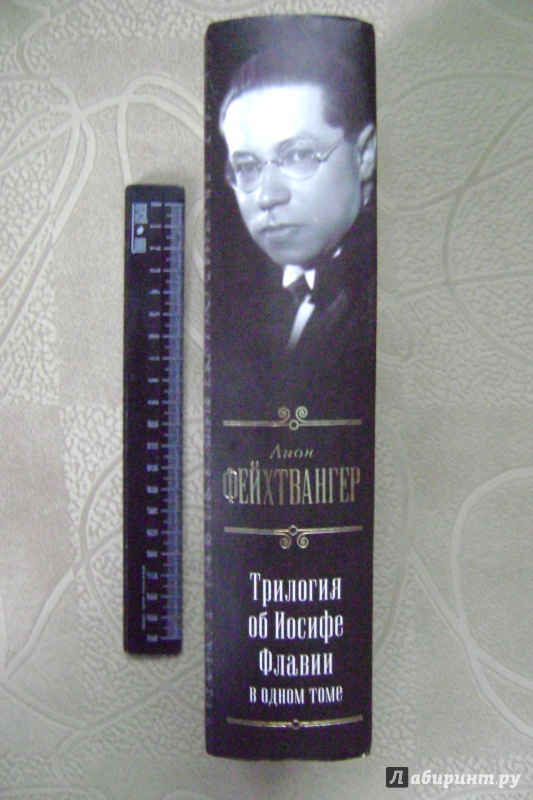 Лион
ФЕЙХТВАНГЕР
Трилогия
об Иосифе
Флавии
в одном томе
Лабиринт.ру